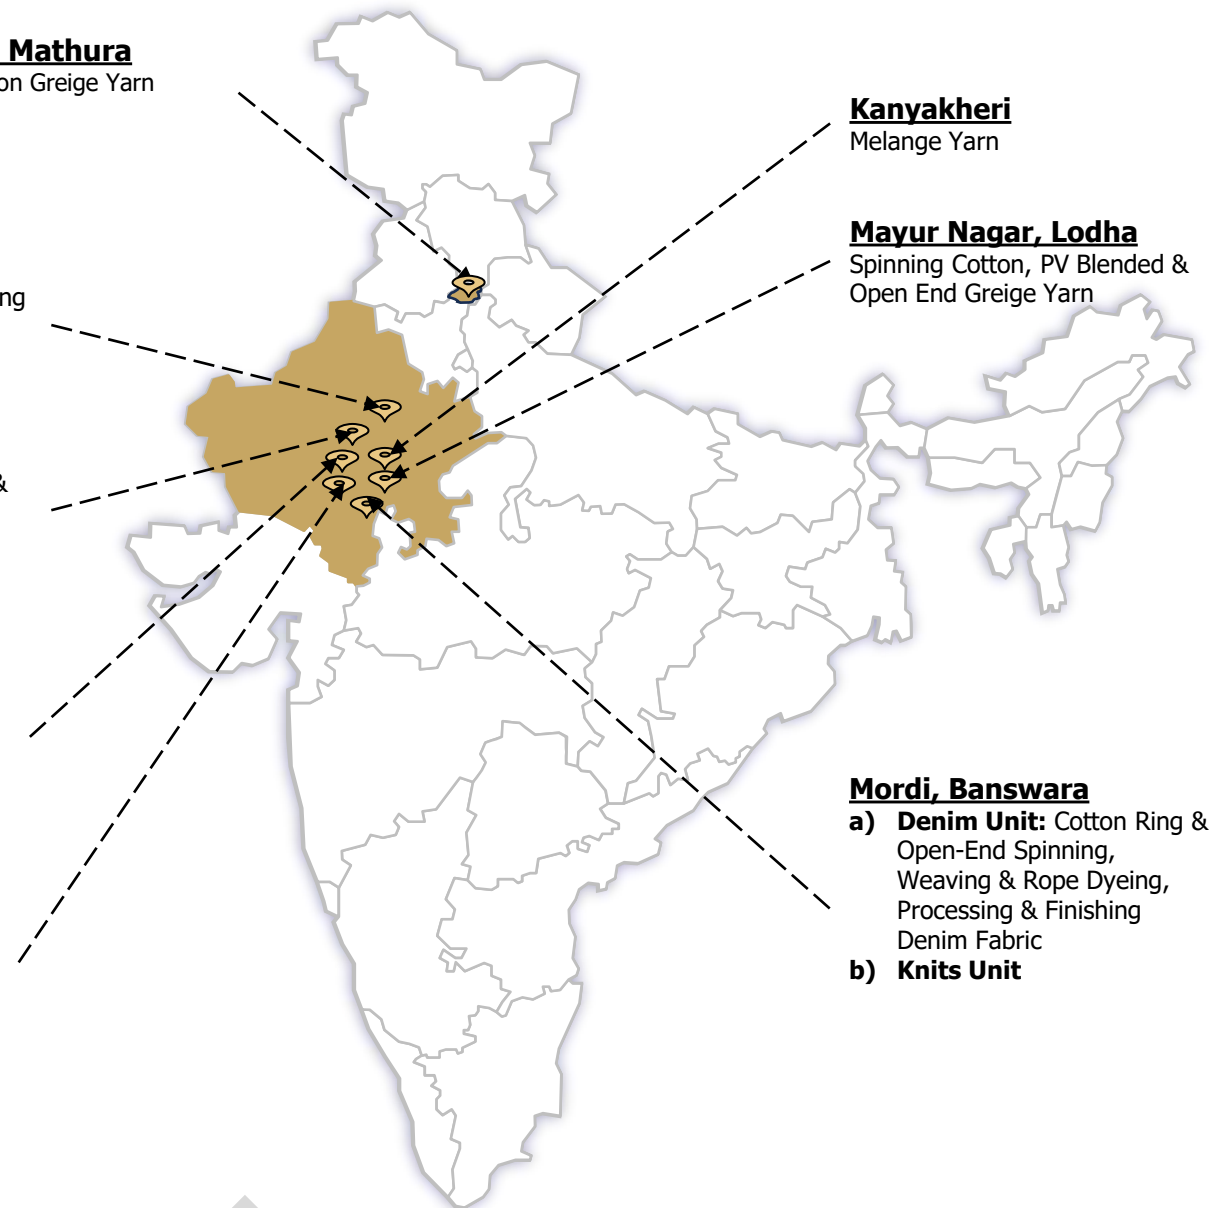 Mathura
on Greige Yarn
ng
&
Kanyakheri
Melange Yarn
Mayur Nagar, Lodha
Spinning Cotton, PV Blended &
Open End Greige Yarn
Mordi, Banswara
a) Denim Unit: Cotton Ring &
Open-End Spinning,
Weaving & Rope Dyeing,
Processing & Finishing
Denim Fabric
b) Knits Unit